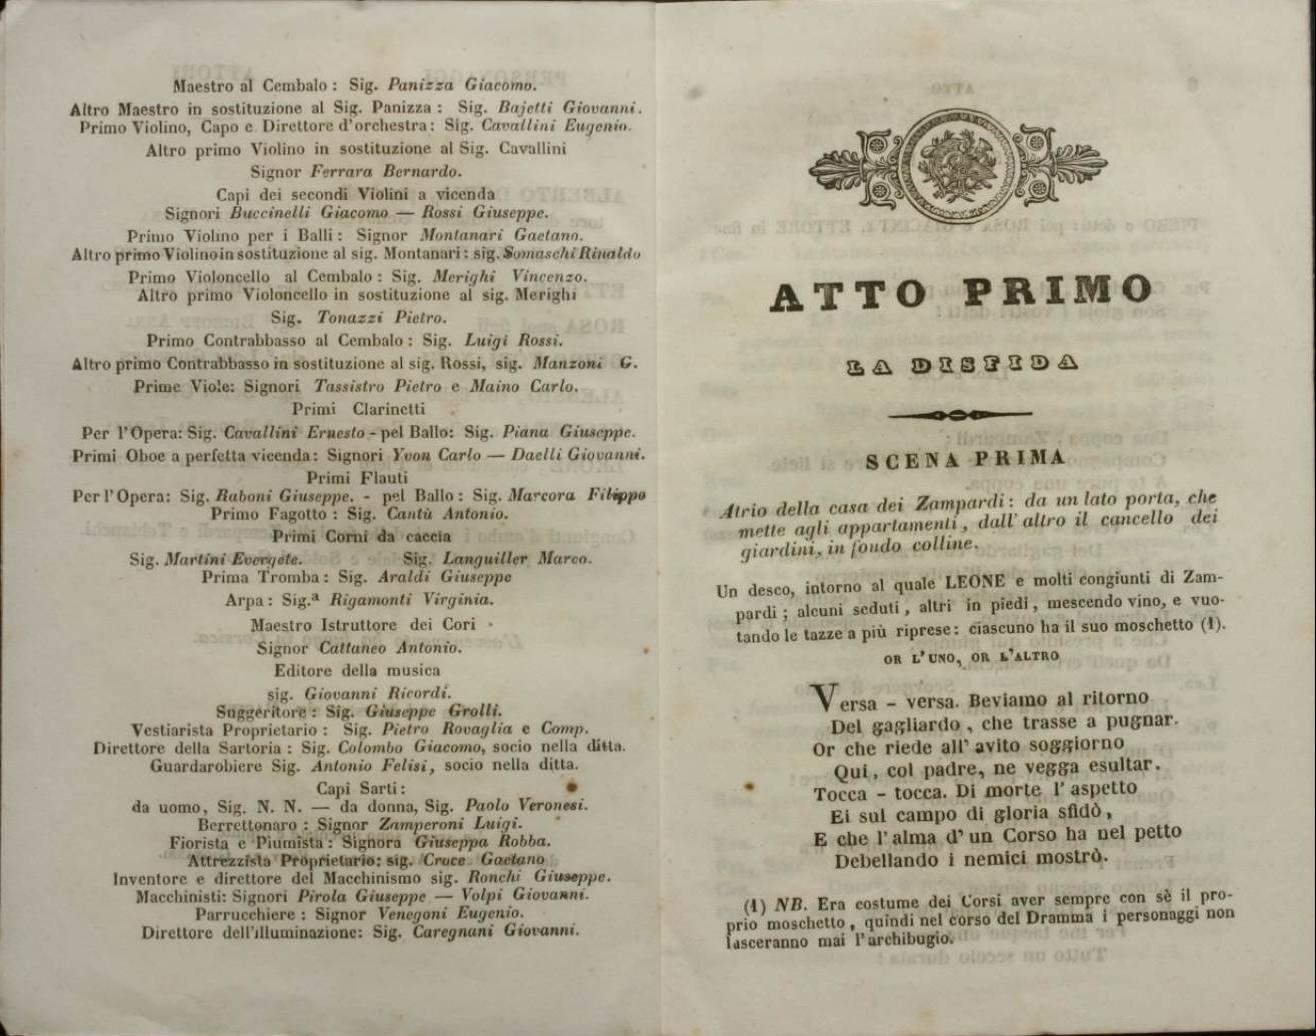 Maestro al Cembalo : Sig. Panizza Giacomo.
Altro Maestro in sostituzione al Sig. Panizza : Sig. Bajetti Giovanni.
Primo Violino, Capo e Direttore d'orchestra: Sig. Cavallini Eugenio.
Altro primo Violino in sostituzione al Sig. Cavallini
Signor Ferrara Bernardo.
Capi dei secondi Violini a vicenda
Signori Buccinelli Giacomo — Rossi Giuseppe.
Primo Violino per i Balli : Signor Montanari Gaetano.
Altro primo Violino in sostituzione al sig. Montanari : sig. Somaschi Rinaldo
Primo Violoncello al Cembalo : Sig. Merighi Vincenzo.
Altro primo Violoncello in sostituzione al sig. Merighi
Sig. Tonazzi Pietro.
Primo Contrabbasso al Cembalo : Sig. Luigi Rossi.
Altro primo Contrabbasso in sostituzione al sig. Rossi, sig. Manzoni G.
Prime Viole: Signori Tassistro Pietro e Maino Carlo.
Primi Clarinetti
Per l'Opera: Sig. Cavallini Ernesto - pel Ballo: Sig. Piana Giuseppe.
Primi Oboe a perfetta vicenda: Signori Yvon Carlo — Daelli Giovanni.
Primi Flauti
Per l'Opera: Sig. Raboni Giuseppe. - pel Ballo : Sig. Marcora Filippo
Primo Fagotto : Sig. Cantù Antonio.
Primi Corni da caccia
Sig. Martini Evergete. Sig. Languiller Marco.
Prima Tromba : Sig. Araldi Giuseppe
Arpa : Sig.ª Rigamonti Virginia.
Maestro Istruttore dei Cori
Signor Cattaneo Antonio.
Editore della musica
sig. Giovanni Ricordi.
Suggeritore : Sig. Giuseppe Grolli.
Vestiarista Proprietario : Sig. Pietro Rovaglia e Comp.
Direttore della Sartoria : Sig. Colombo Giacomo, socio nella ditta.
Guardarobiere Sig. Antonio Felisi, socio nella ditta.
Capi Sarti :
da uomo, Sig. N. N. — da donna, Sig. Paolo Veronesi.
Berrettonaro : Signor Zamperoni Luigi.
Fiorista e Piumista : Signora Giuseppa Robba.
Attrezzista Proprietario: sig. Croce Gaetano
Inventore e direttore del Macchinismo sig. Ronchi Giuseppe.
Macchinisti: Signori Pirola Giuseppe — Volpi Giovanni.
Parrucchiere : Signor Venegoni Eugenio.
Direttore dell'illuminazione: Sig. Caregnani Giovanni.
ATTO PRIMO
LA DISFIDA
SCENA PRIMA
Atrio della casa dei Zampardi : da un lato porta, che
mette agli appartamenti, dall' altro il cancello dei
giardini, in fondo colline.
Un desco, intorno al quale LEONE e molti congiunti di Zam-
pardi ; alcuni seduti, altri in piedi, mescendo vino, e vuo-
tando le tazze a più riprese : ciascuno ha il suo moschetto (1).
OR L'UNO, OR L'ALTRO
Versa - versa. Beviamo al ritorno
Del gagliardo, che trasse a pugnar.
Or che riede all' avito soggiorno
Qui, col padre, ne vegga esultar.
Tocca - tocca. Di morte l' aspetto
Ei sul campo di gloria sfidò,
E che l' alma d' un Corso ha nel petto
Debellando i nemici mostrò.
(1) NB. Era costume dei Corsi aver sempre con sè il pro-
prio moschetto, quindi nel corso del Dramma i personaggi non
lasceranno mai l'archibugio.